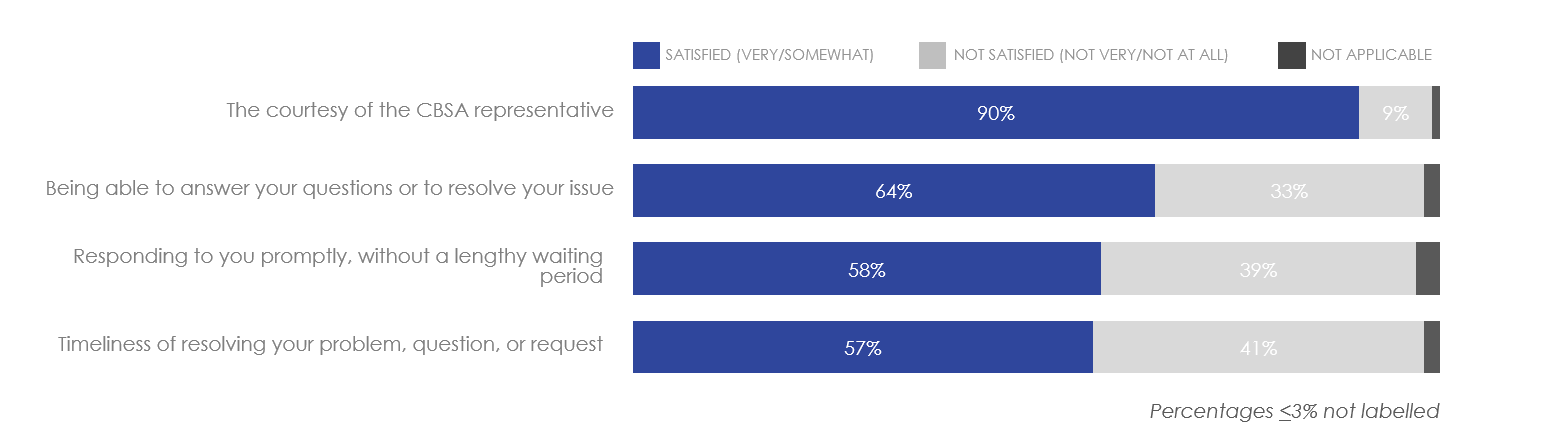 SATISFIED (VERY/SOMEWHAT) NOT SATISFIED (NOT VERY/NOT AT ALL) NOT APPLICABLE
The courtesy of the CBSA representative 90% 9%
Being able to answer your questions or to resolve your issue 64% 33%
Responding to you promptly, without a lengthy waiting
period 58% 39%
Timeliness of resolving your problem, question, or request 57% 41%
Percentages ≤3% not labelled